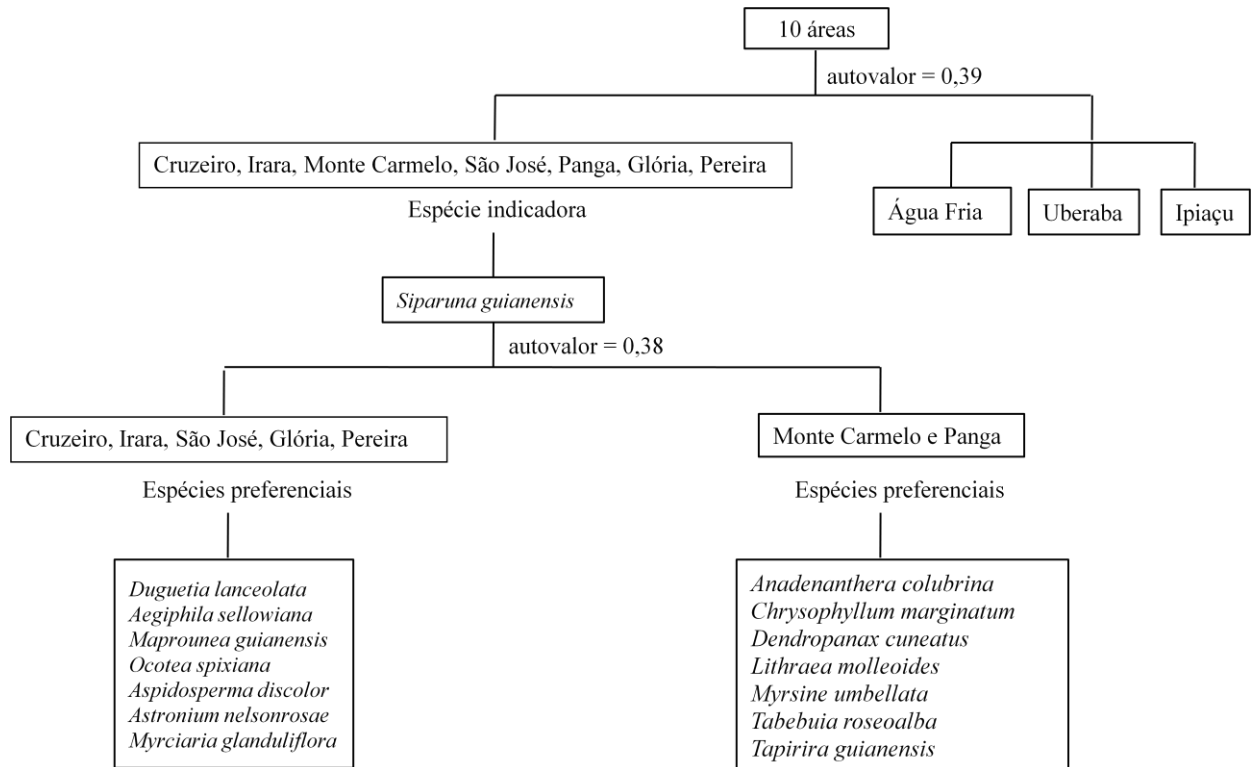 10 áreas
autovalor = 0,39
Cruzeiro, Irara, Monte Carmelo, São José, Panga, Glória, Pereira
Água Fria
Uberaba
Ipiaçu
Espécie indicadora
Siparuna guianensis
autovalor = 0,38
Cruzeiro, Irara, São José, Glória, Pereira
Monte Carmelo e Panga
Espécies preferenciais
Espécies preferenciais
Duguetia lanceolata
Aegiphila sellowiana
Maprounea guianensis
Ocotea spixiana
Aspidosperma discolor
Astronium nelsonrosae
Myrciaria glanduliflora
Anadenanthera colubrina
Chrysophyllum marginatum
Dendropanax cuneatus
Lithraea molleoides
Myrsine umbellata
Tabebuia roseoalba
Tapirira guianensis